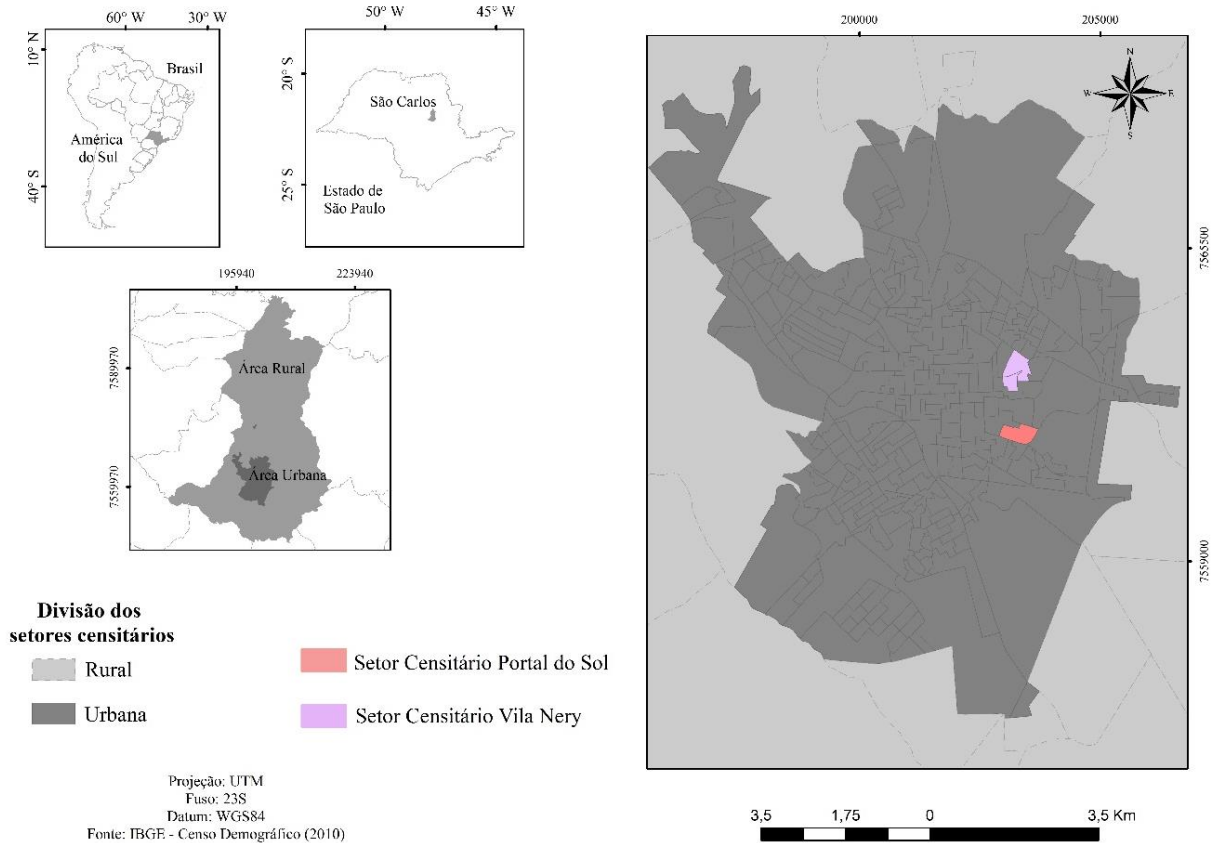 60° W 30° W
10° N
40° S
Brasil
América
do Sul
50° W 45° W
20° S
25° S
São Carlos
Estado de
São Paulo
195940 223940
7589970
7559970
Área Rural
Área Urbana
200000 205000
7565500
7559000
N
W E
S
Divisão dos
setores censitários
Rural
Urbana
Setor Censitário Portal do Sol
Setor Censitário Vila Nery
Projeção: UTM
Fuso: 23S
Datum: WGS84
Fonte: IBGE - Censo Demográfico (2010)
3,5 1,75 0 3,5 Km